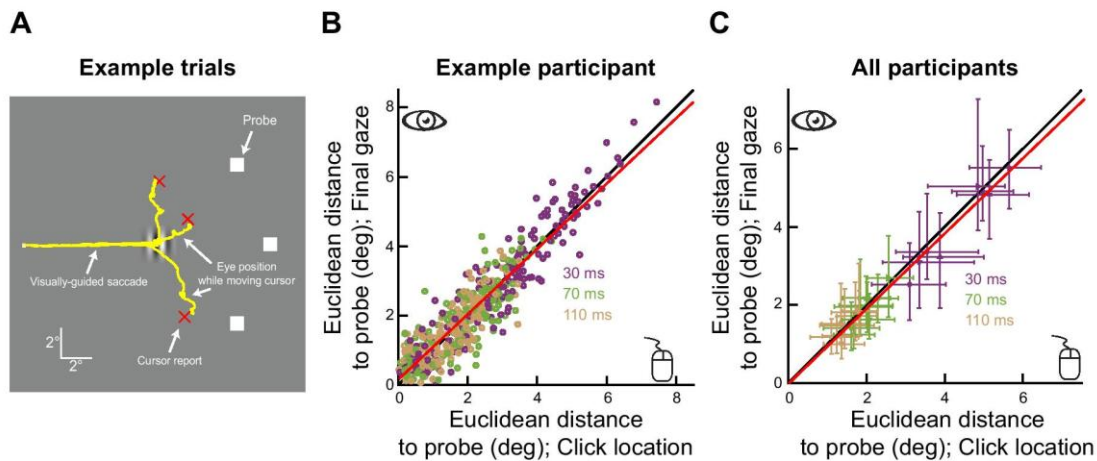 A
Example trials
Probe
Visually-guided saccade
Eye position
while moving cursor
2°
2°
Cursor report
B
Example participant
Euclidean distance
to probe (deg); Final gaze
8
6
4
2
0
30 ms
70 ms
110 ms
0
2
4
6
8
Euclidean distance
to probe (deg); Click location
C
All participants
Euclidean distance
to probe (deg); Final gaze
6
4
2
0
30 ms
70 ms
110 ms
0
2
4
6
Euclidean distance
to probe (deg); Click location